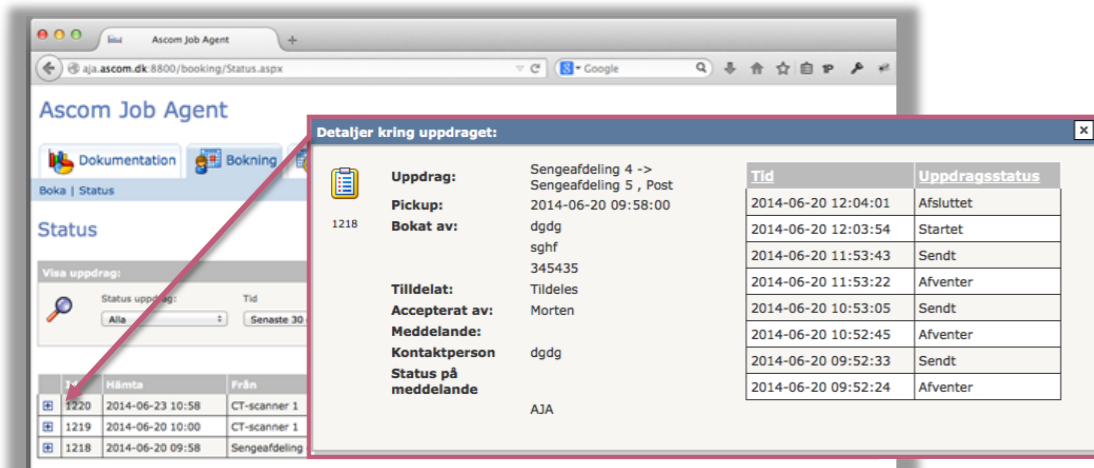 Ascom Job Agent
aja.ascom.dk:8800/booking/Status.aspx
Google
Ascom Job Agent
Dokumentation
Bokning
Boka | Status
Status
Visa uppdrag:
Status uppdrag:
Tid
Alla
Senaste 30
Id
Hämta
Från
1220
2014-06-23 10:58
CT-scanner 1
1219
2014-06-20 10:00
CT-scanner 1
1218
2014-06-20 09:58
Sengeafdeling
Detaljer kring uppdraget:
x
1218
Uppdrag:
Sengeafdeling 4 ->
Sengeafdeling 5 , Post
Pickup:
2014-06-20 09:58:00
Bokat av:
dgdg
sghf
345435
Tilldelat:
Tildeles
Accepterat av:
Morten
Meddelande:
Kontaktperson
dgdg
Status på
meddelande
AJA
Tid
Uppdragsstatus
2014-06-20 12:04:01
Afsluttet
2014-06-20 12:03:54
Startet
2014-06-20 11:53:43
Sendt
2014-06-20 11:53:22
Afventer
2014-06-20 10:53:05
Sendt
2014-06-20 10:52:45
Afventer
2014-06-20 09:52:33
Sendt
2014-06-20 09:52:24
Afventer